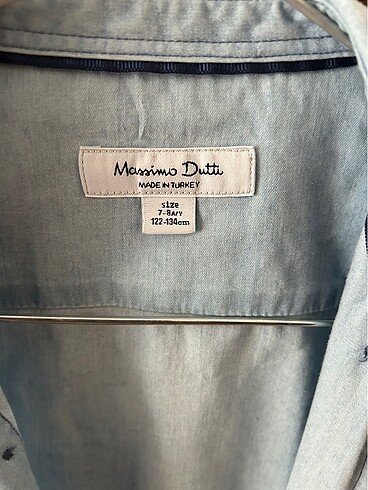 Massimo Dutti
MADE IN TURKEY
size
7-8A/Y
122-134cm